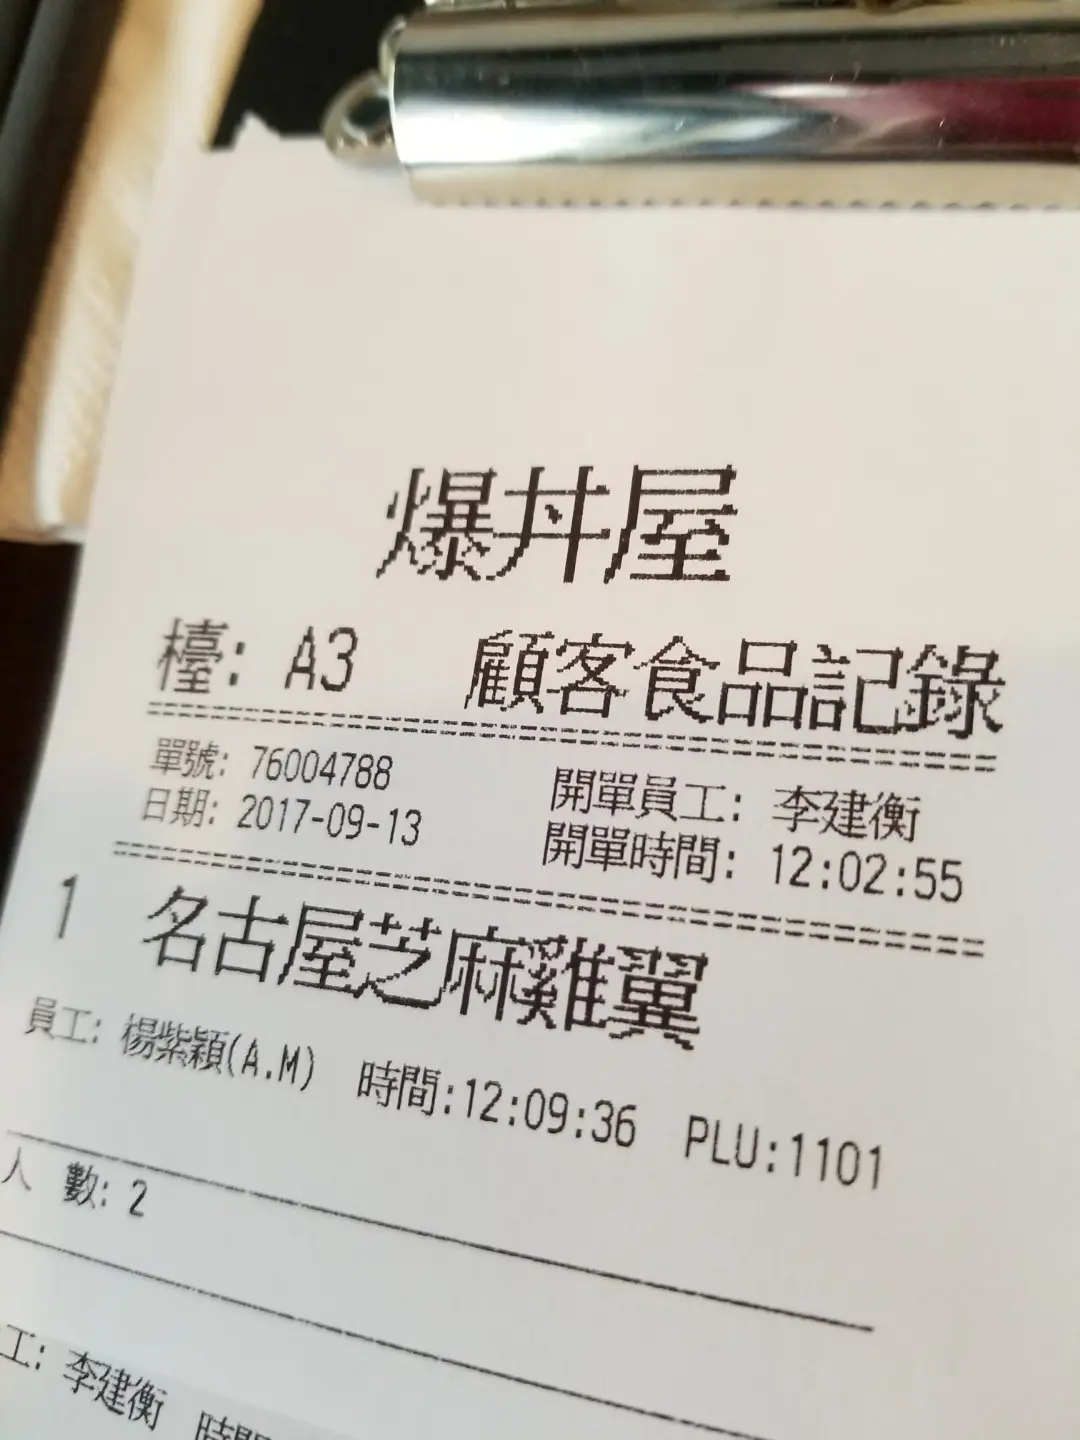 爆丼屋
檯: A3 顧客食品記錄
單號: 76004788 開單員工: 李建衡
日期: 2017-09-13 開單時間: 12:02:55
1 名古屋芝麻雞翼
員工: 楊紫穎(A.M) 時間:12:09:36 PLU:1101
人 數: 2
工: 李建衡 時間